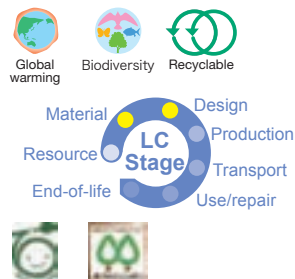 Global
warming
Biodiversity
Recyclable
Material
Design
LC
Stage
Production
Resource
Transport
End-of-life
Use/repair